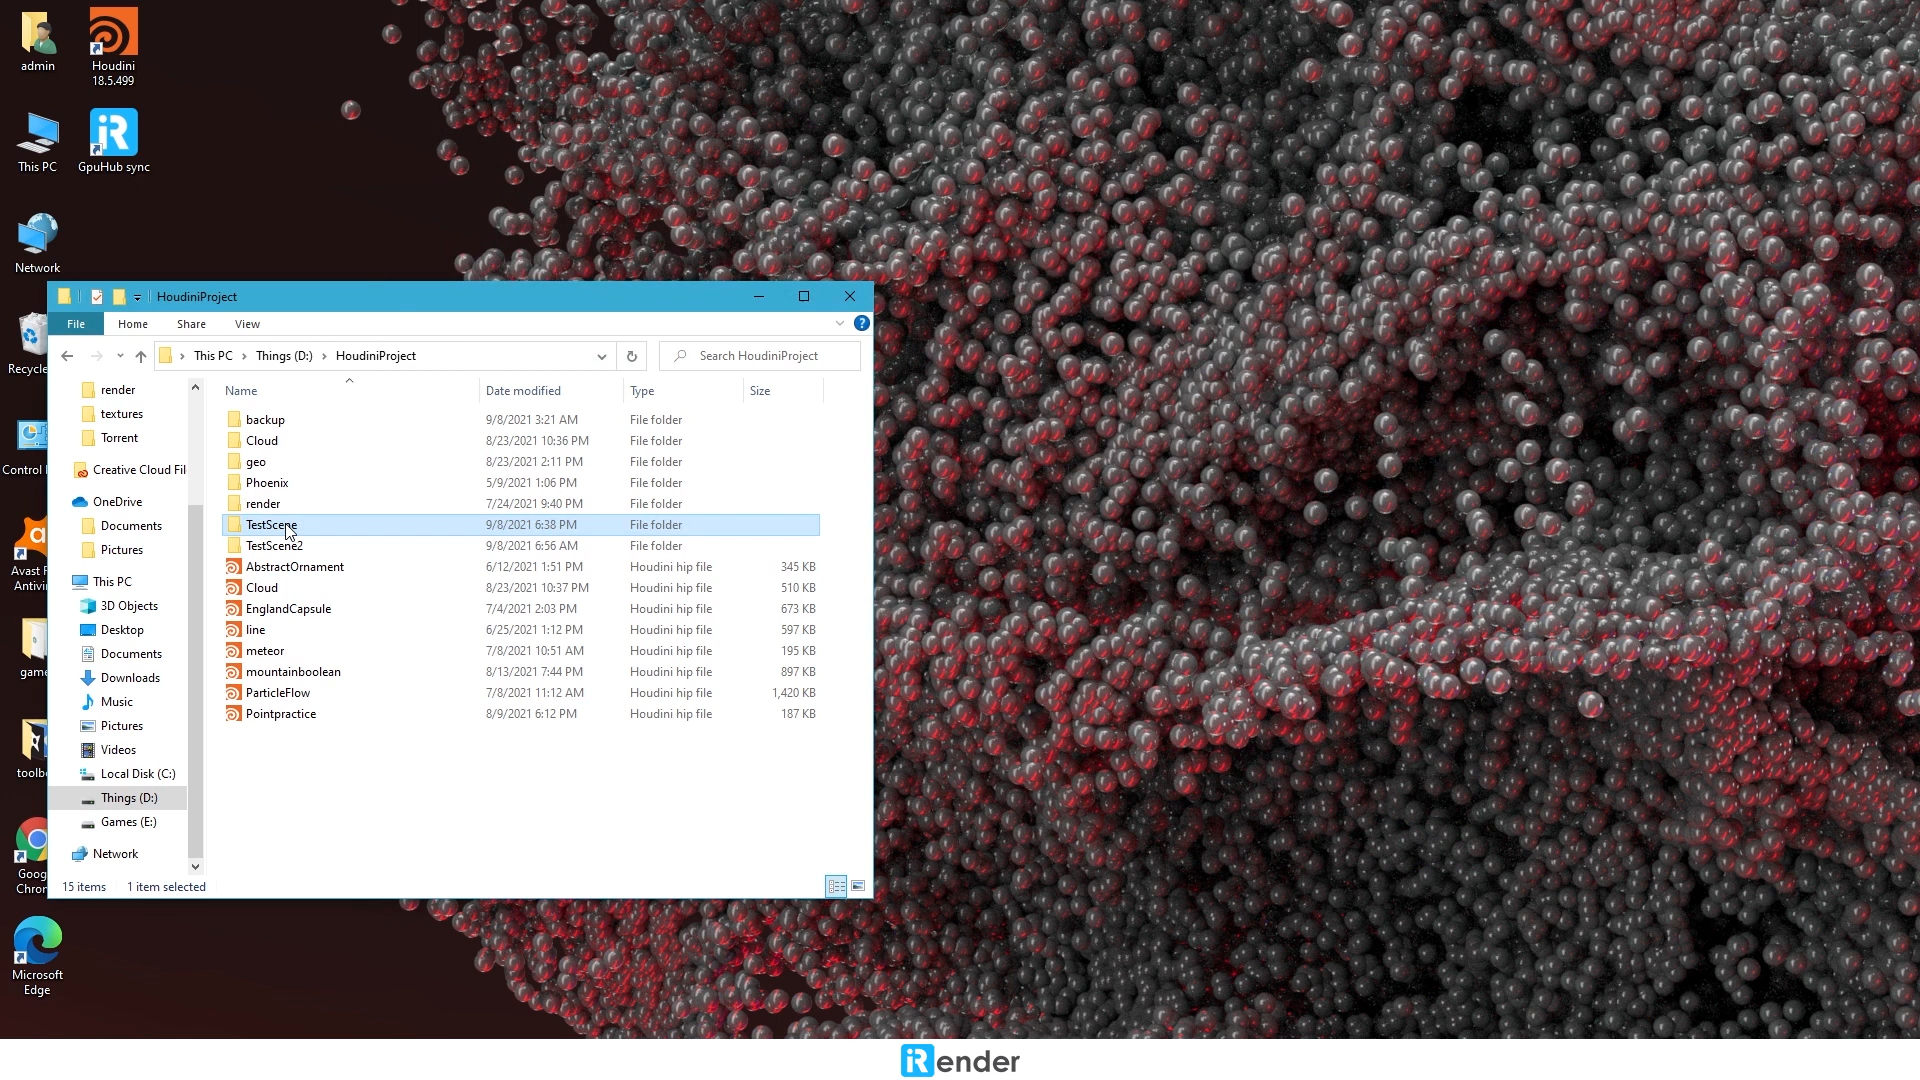 admin
Houdini
18.5.499
This PC
GpuHub sync
Network
Recycle
Control
Avast F
Antivir
game
toolb
Goog
Chron
Microsoft
Edge
HoudiniProject
File Home Share View
This PC > Things (D:) > HoudiniProject
Search HoudiniProject
render
textures
Torrent
Creative Cloud Fil
OneDrive
Documents
Pictures
This PC
3D Objects
Desktop
Documents
Downloads
Music
Pictures
Videos
Local Disk (C:)
Things (D:)
Games (E:)
Network
Name Date modified Type Size
backup 9/8/2021 3:21 AM File folder
Cloud 8/23/2021 10:36 PM File folder
geo 8/23/2021 2:11 PM File folder
Phoenix 5/9/2021 1:06 PM File folder
render 7/24/2021 9:40 PM File folder
TestScene 9/8/2021 6:38 PM File folder
TestScene2 9/8/2021 6:56 AM File folder
AbstractOrnament 6/12/2021 1:51 PM Houdini hip file 345 KB
Cloud 8/23/2021 10:37 PM Houdini hip file 510 KB
EnglandCapsule 7/4/2021 2:03 PM Houdini hip file 673 KB
line 6/25/2021 1:12 PM Houdini hip file 597 KB
meteor 7/8/2021 10:51 AM Houdini hip file 195 KB
mountainboolean 8/13/2021 7:44 PM Houdini hip file 897 KB
ParticleFlow 7/8/2021 11:12 AM Houdini hip file 1,420 KB
Pointpractice 8/9/2021 6:12 PM Houdini hip file 187 KB
15 items 1 item selected
iRender